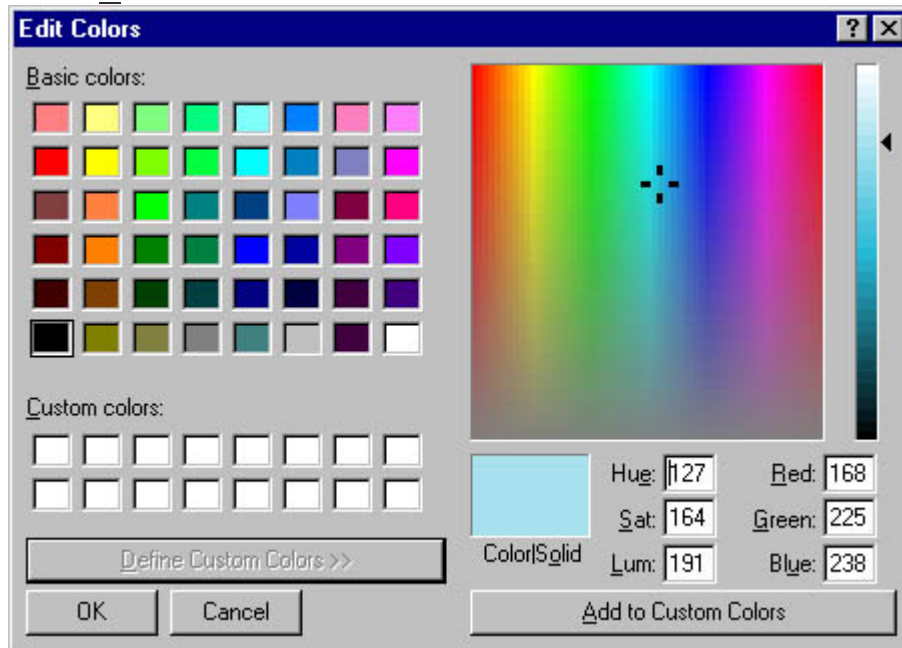 Edit Colors
Basic colors:
Custom colors:
Define Custom Colors >>
OK Cancel
Color|Solid
Hue: 127 Red: 168
Sat: 164 Green: 225
Lum: 191 Blue: 238
Add to Custom Colors